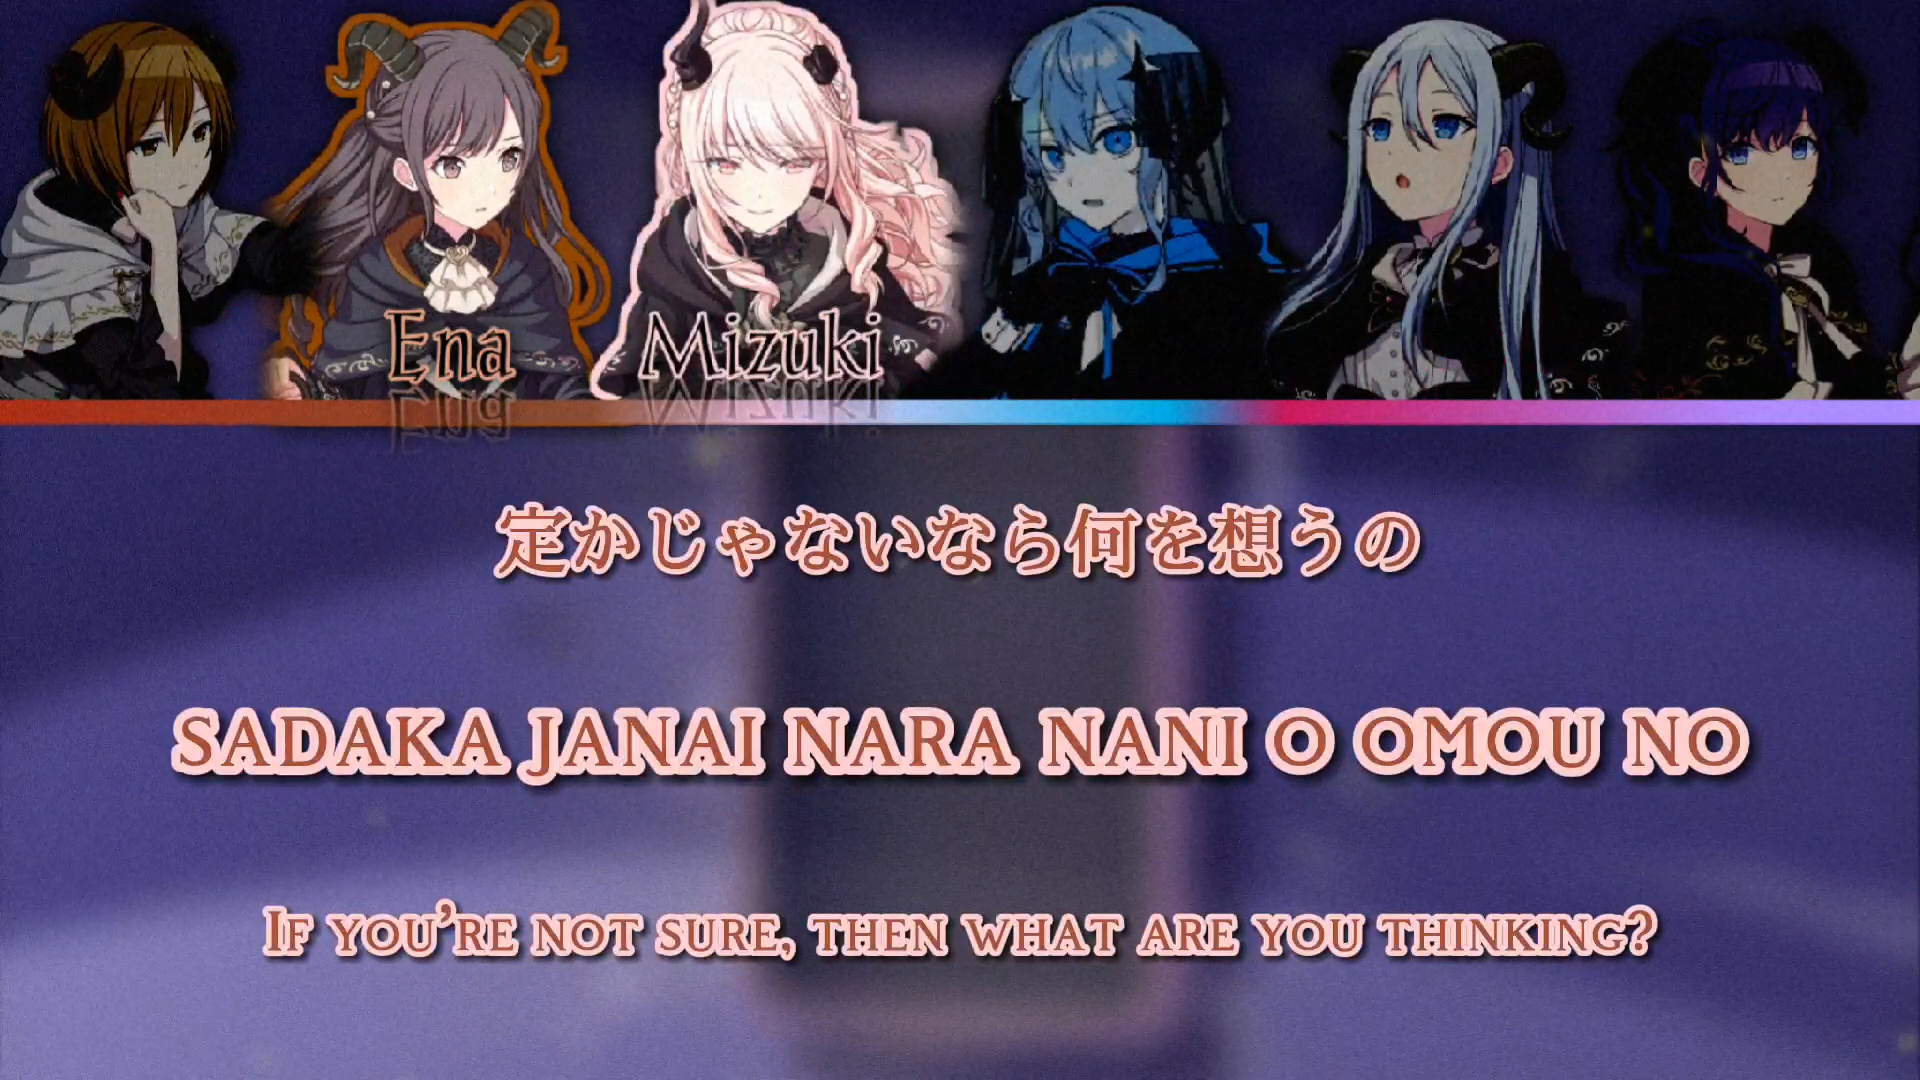 Ena
Mizuki
定かじゃないなら何を想うの
SADAKA JANAI NARA NANI O OMOU NO
If you're not sure, then what are you thinking?